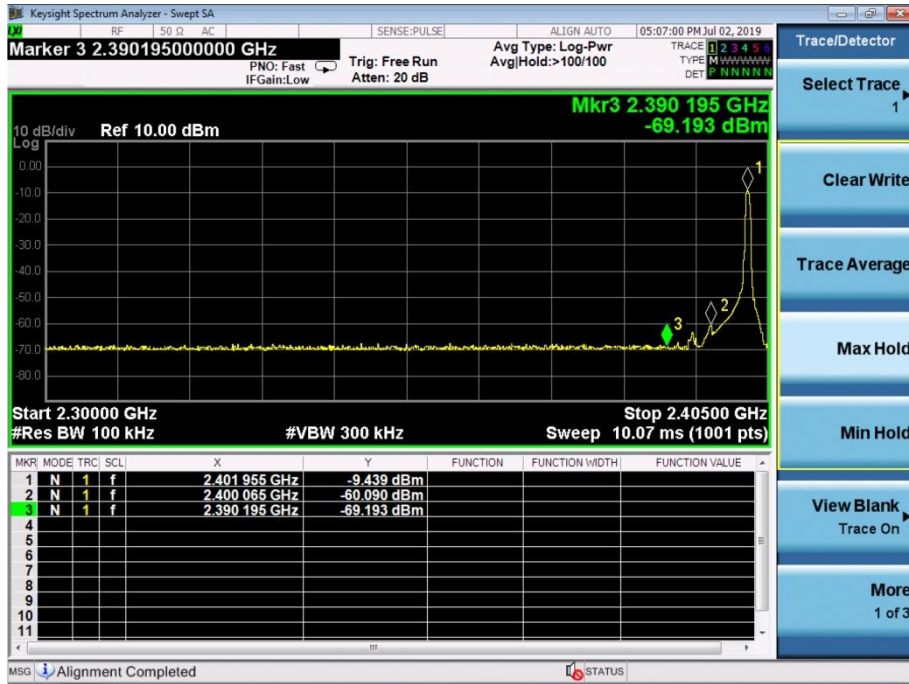 Keysight Spectrum Analyzer - Swept SA
LXI RF 50 Ω AC SENSE:PULSE ALIGN AUTO 05:07:00 PM Jul 02, 2019
Marker 3 2.390195000000 GHz
PNO: Fast
IFGain:Low
Trig: Free Run
Atten: 20 dB
Avg Type: Log-Pwr
Avg|Hold:>100/100
TRACE 1 2 3 4 5 6
TYPE M W W W W W
DET P N N N N N
Mkr3 2.390 195 GHz
-69.193 dBm
10 dB/div Ref 10.00 dBm
Log
0.00
-10.0
-20.0
-30.0
-40.0
-50.0
-60.0
-70.0
-80.0
1
2
3
Start 2.30000 GHz Stop 2.40500 GHz
#Res BW 100 kHz #VBW 300 kHz Sweep 10.07 ms (1001 pts)
MKR MODE TRC SCL X Y FUNCTION FUNCTION WIDTH FUNCTION VALUE
1 N 1 f 2.401 955 GHz -9.439 dBm
2 N 1 f 2.400 065 GHz -60.090 dBm
3 N 1 f 2.390 195 GHz -69.193 dBm
4
5
6
7
8
9
10
11
MSG Alignment Completed STATUS
Trace/Detector
Select Trace
1
Clear Write
Trace Average
Max Hold
Min Hold
View Blank
Trace On
More
1 of 3